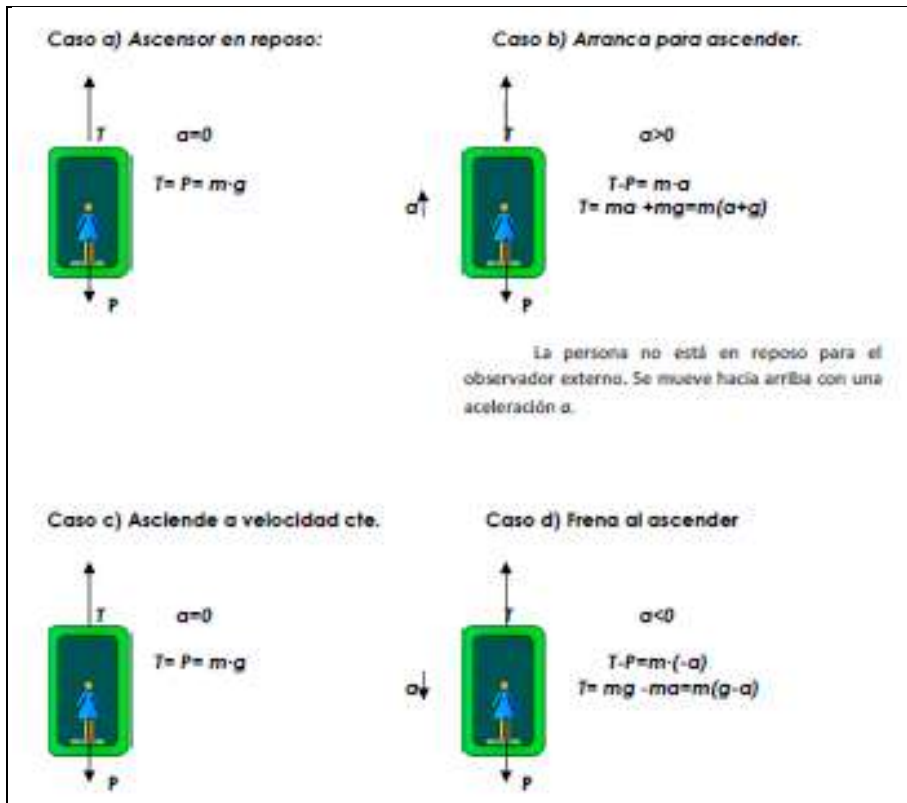 Caso a) Ascensor en reposo:
T
a=0
T= P= m·g
P
Caso b) Arranca para ascender.
T
a>0
T-P= m·a
a
T= ma +mg=m(a+g)
P
La persona no está en reposo para el
observador externo. Se mueve hacia arriba con una
aceleración a.
Caso c) Asciende a velocidad cte.
T
a=0
T= P= m·g
P
Caso d) Frena al ascender
T
a<0
T-P=m·(-a)
a
T= mg -ma=m(g-a)
P